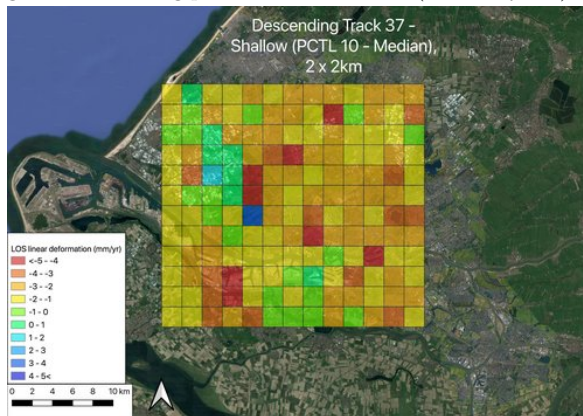 Descending Track 37 -
Shallow (PCTL 10 - Median),
2 x 2km
LOS linear deformation (mm/yr)
<-5 - -4
-4 - -3
-3 - -2
-2 - -1
-1 - 0
0 - 1
1 - 2
2 - 3
3 - 4
4 - 5<
0 2 4 6 8 10 km